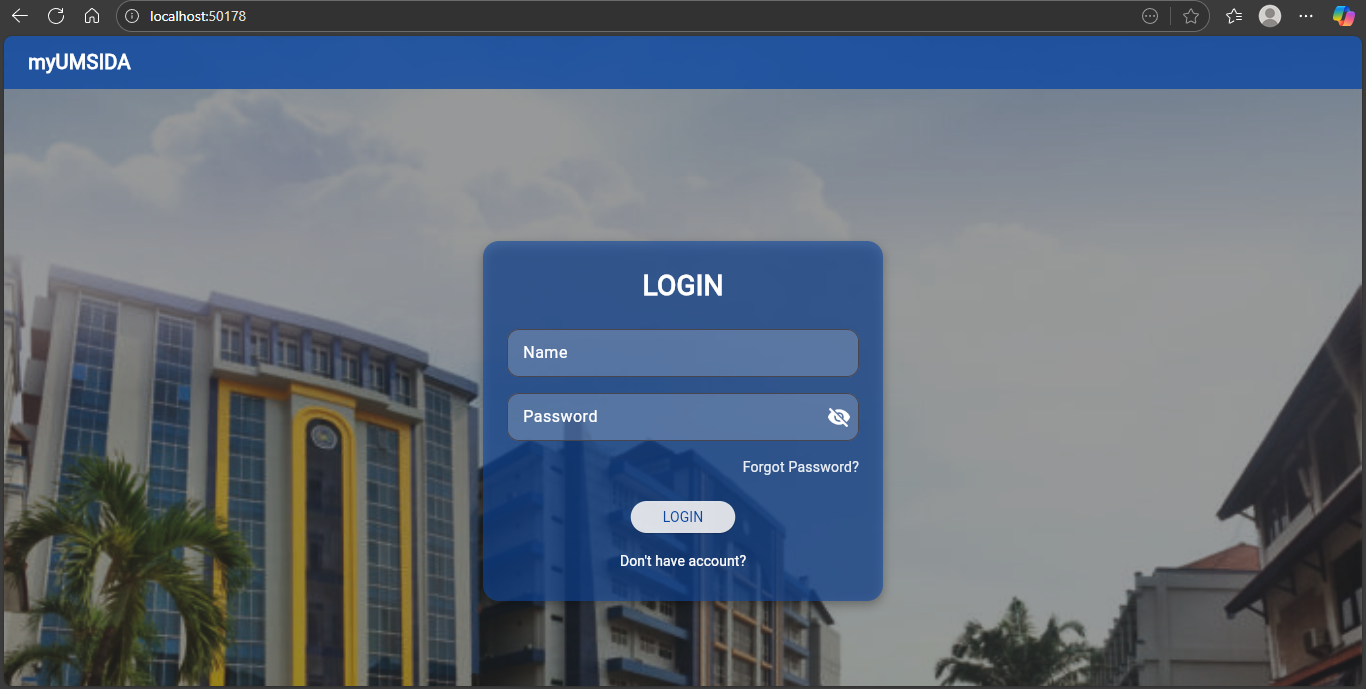 localhost:50178
myUMSIDA
LOGIN
Name
Password
Forgot Password?
LOGIN
Don't have account?